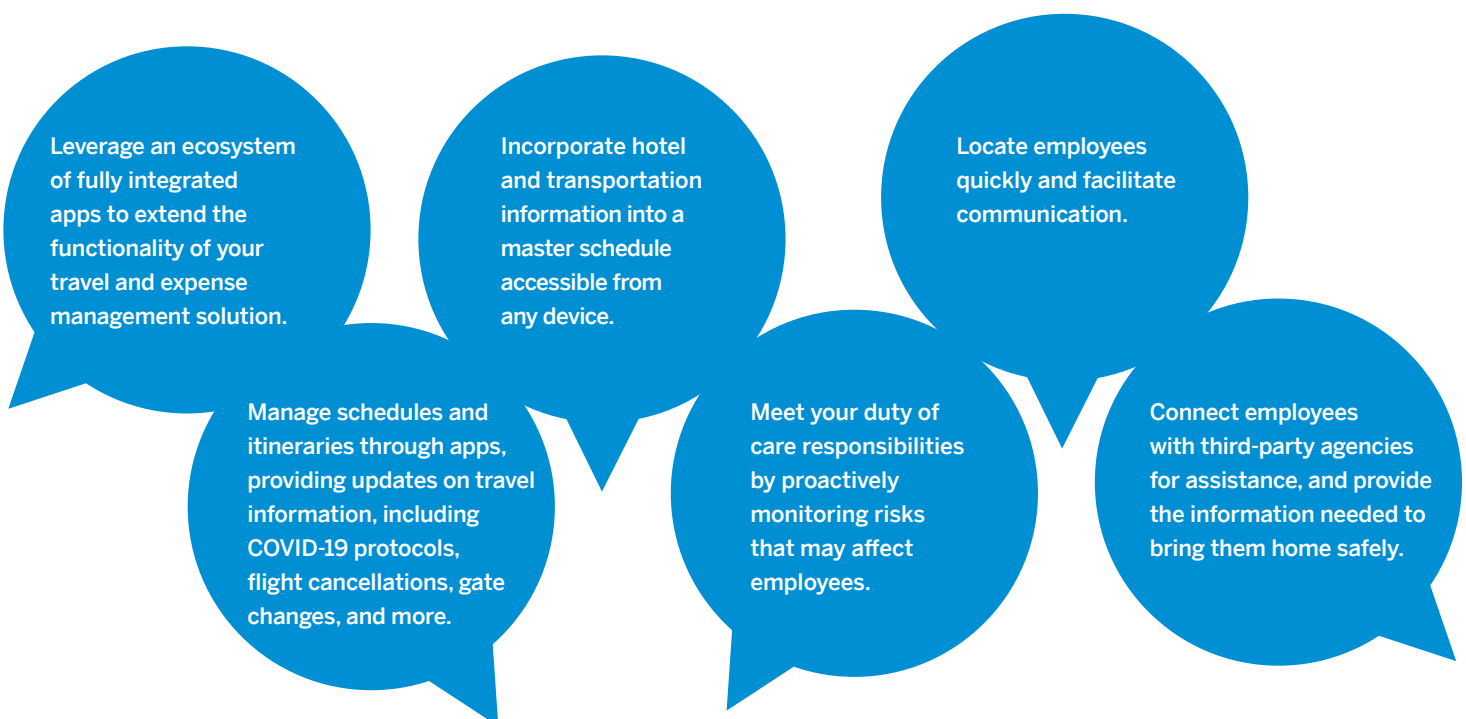 Leverage an ecosystem
of fully integrated
apps to extend the
functionality of your
travel and expense
management solution.
Manage schedules and
itineraries through apps,
providing updates on travel
information, including
COVID-19 protocols,
flight cancellations, gate
changes, and more.
Incorporate hotel
and transportation
information into a
master schedule
accessible from
any device.
Meet your duty of
care responsibilities
by proactively
monitoring risks
that may affect
employees.
Locate employees
quickly and facilitate
communication.
Connect employees
with third-party agencies
for assistance, and provide
the information needed to
bring them home safely.